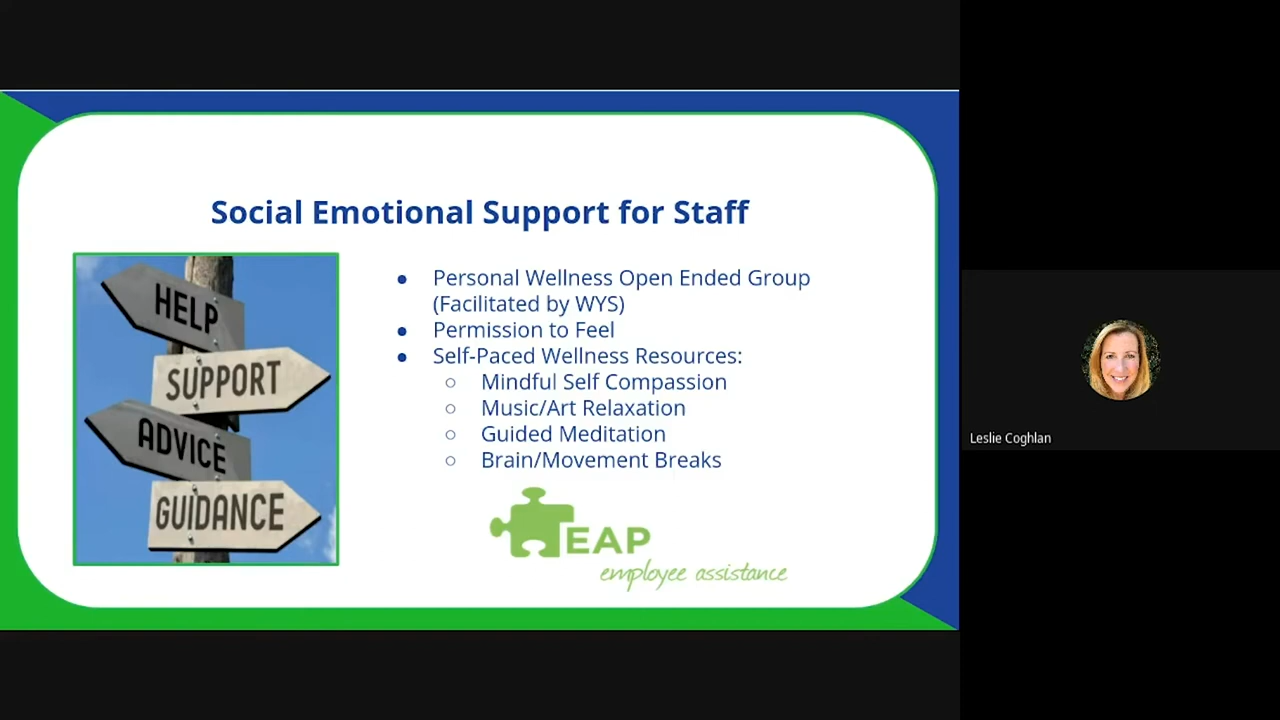 Social Emotional Support for Staff
HELP
SUPPORT
ADVICE
GUIDANCE
● Personal Wellness Open Ended Group
(Facilitated by WYS)
● Permission to Feel
● Self-Paced Wellness Resources:
○ Mindful Self Compassion
○ Music/Art Relaxation
○ Guided Meditation
○ Brain/Movement Breaks
EAP
employee assistance
Leslie Coghlan